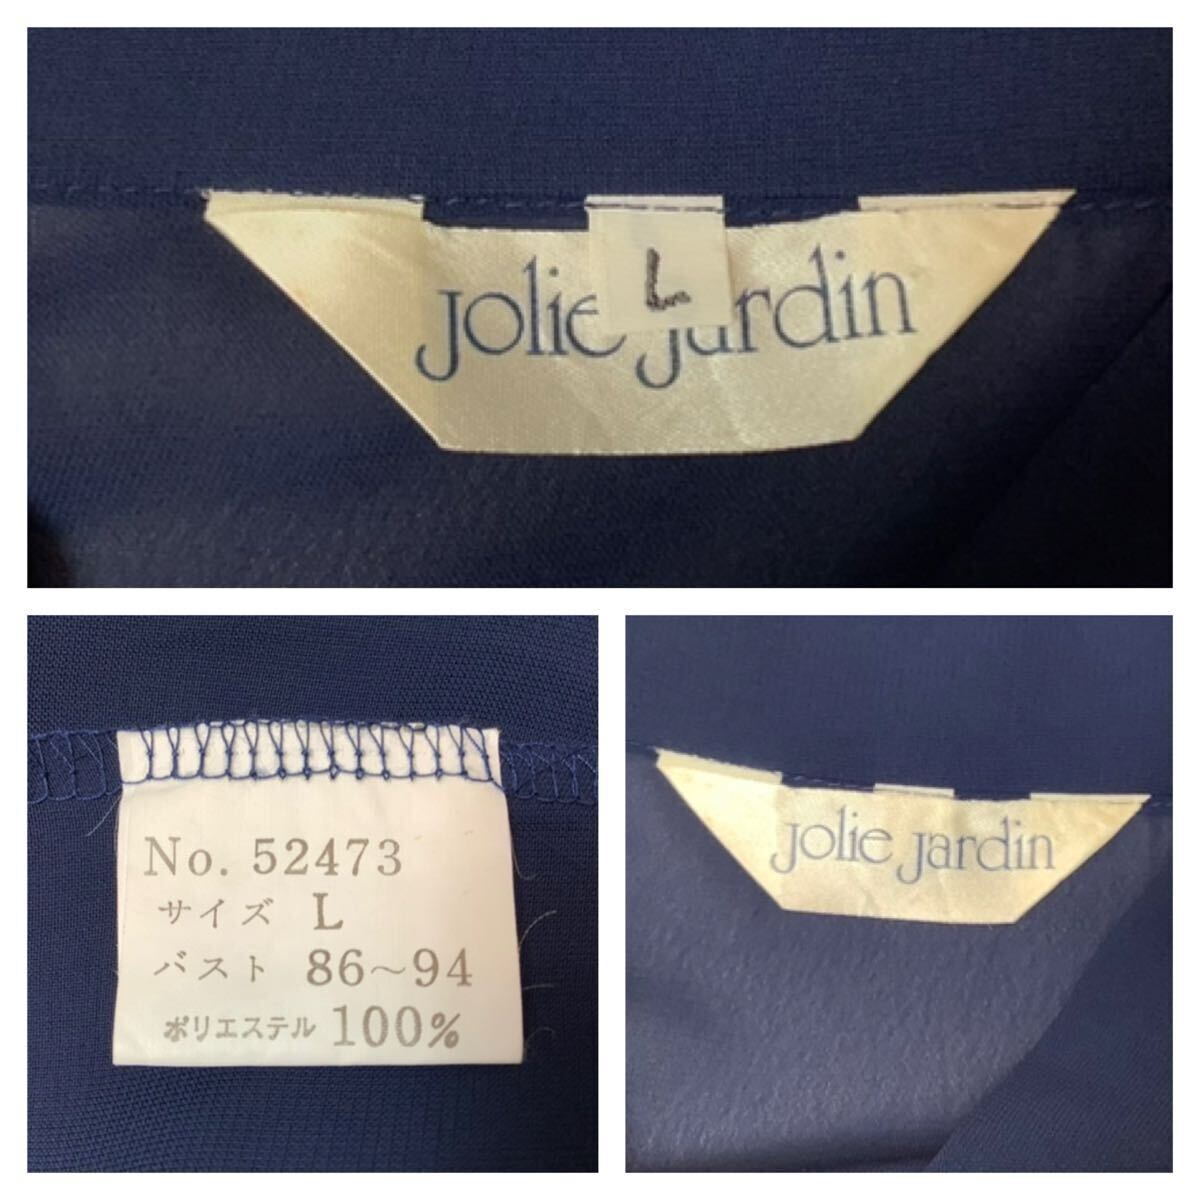 Jolie Jardin
L
No. 52473
サイズ L
バスト 86~94
ポリエステル 100%
Jolie Jardin